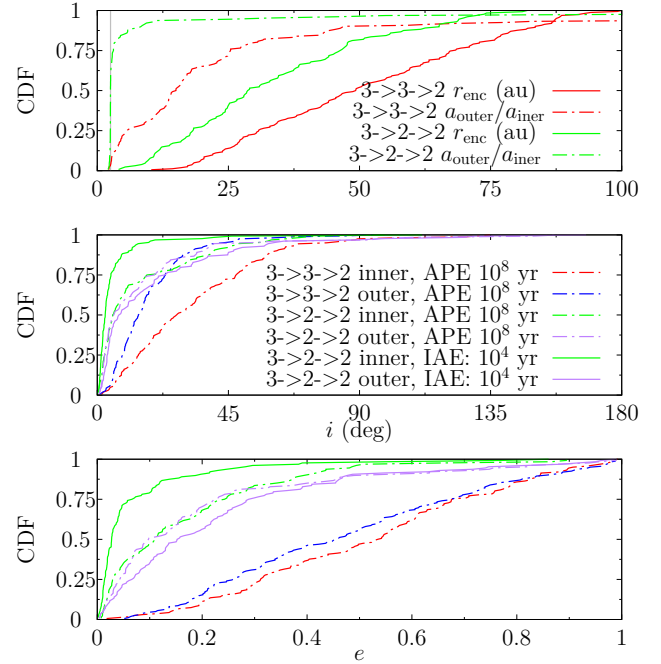 1
0.75
0.5
0.25
0
CDF
3->3->2 r_enc (au)
3->3->2 a_outer/a_iner
3->2->2 r_enc (au)
3->2->2 a_outer/a_iner
0 25 50 75 100
1
0.75
0.5
0.25
0
CDF
3->3->2 inner, APE 10^8 yr
3->3->2 outer, APE 10^8 yr
3->2->2 inner, APE 10^8 yr
3->2->2 outer, APE 10^8 yr
3->2->2 inner, IAE: 10^4 yr
3->2->2 outer, IAE: 10^4 yr
0 45 90 135 180
i (deg)
1
0.75
0.5
0.25
0
CDF
0 0.2 0.4 0.6 0.8 1
e